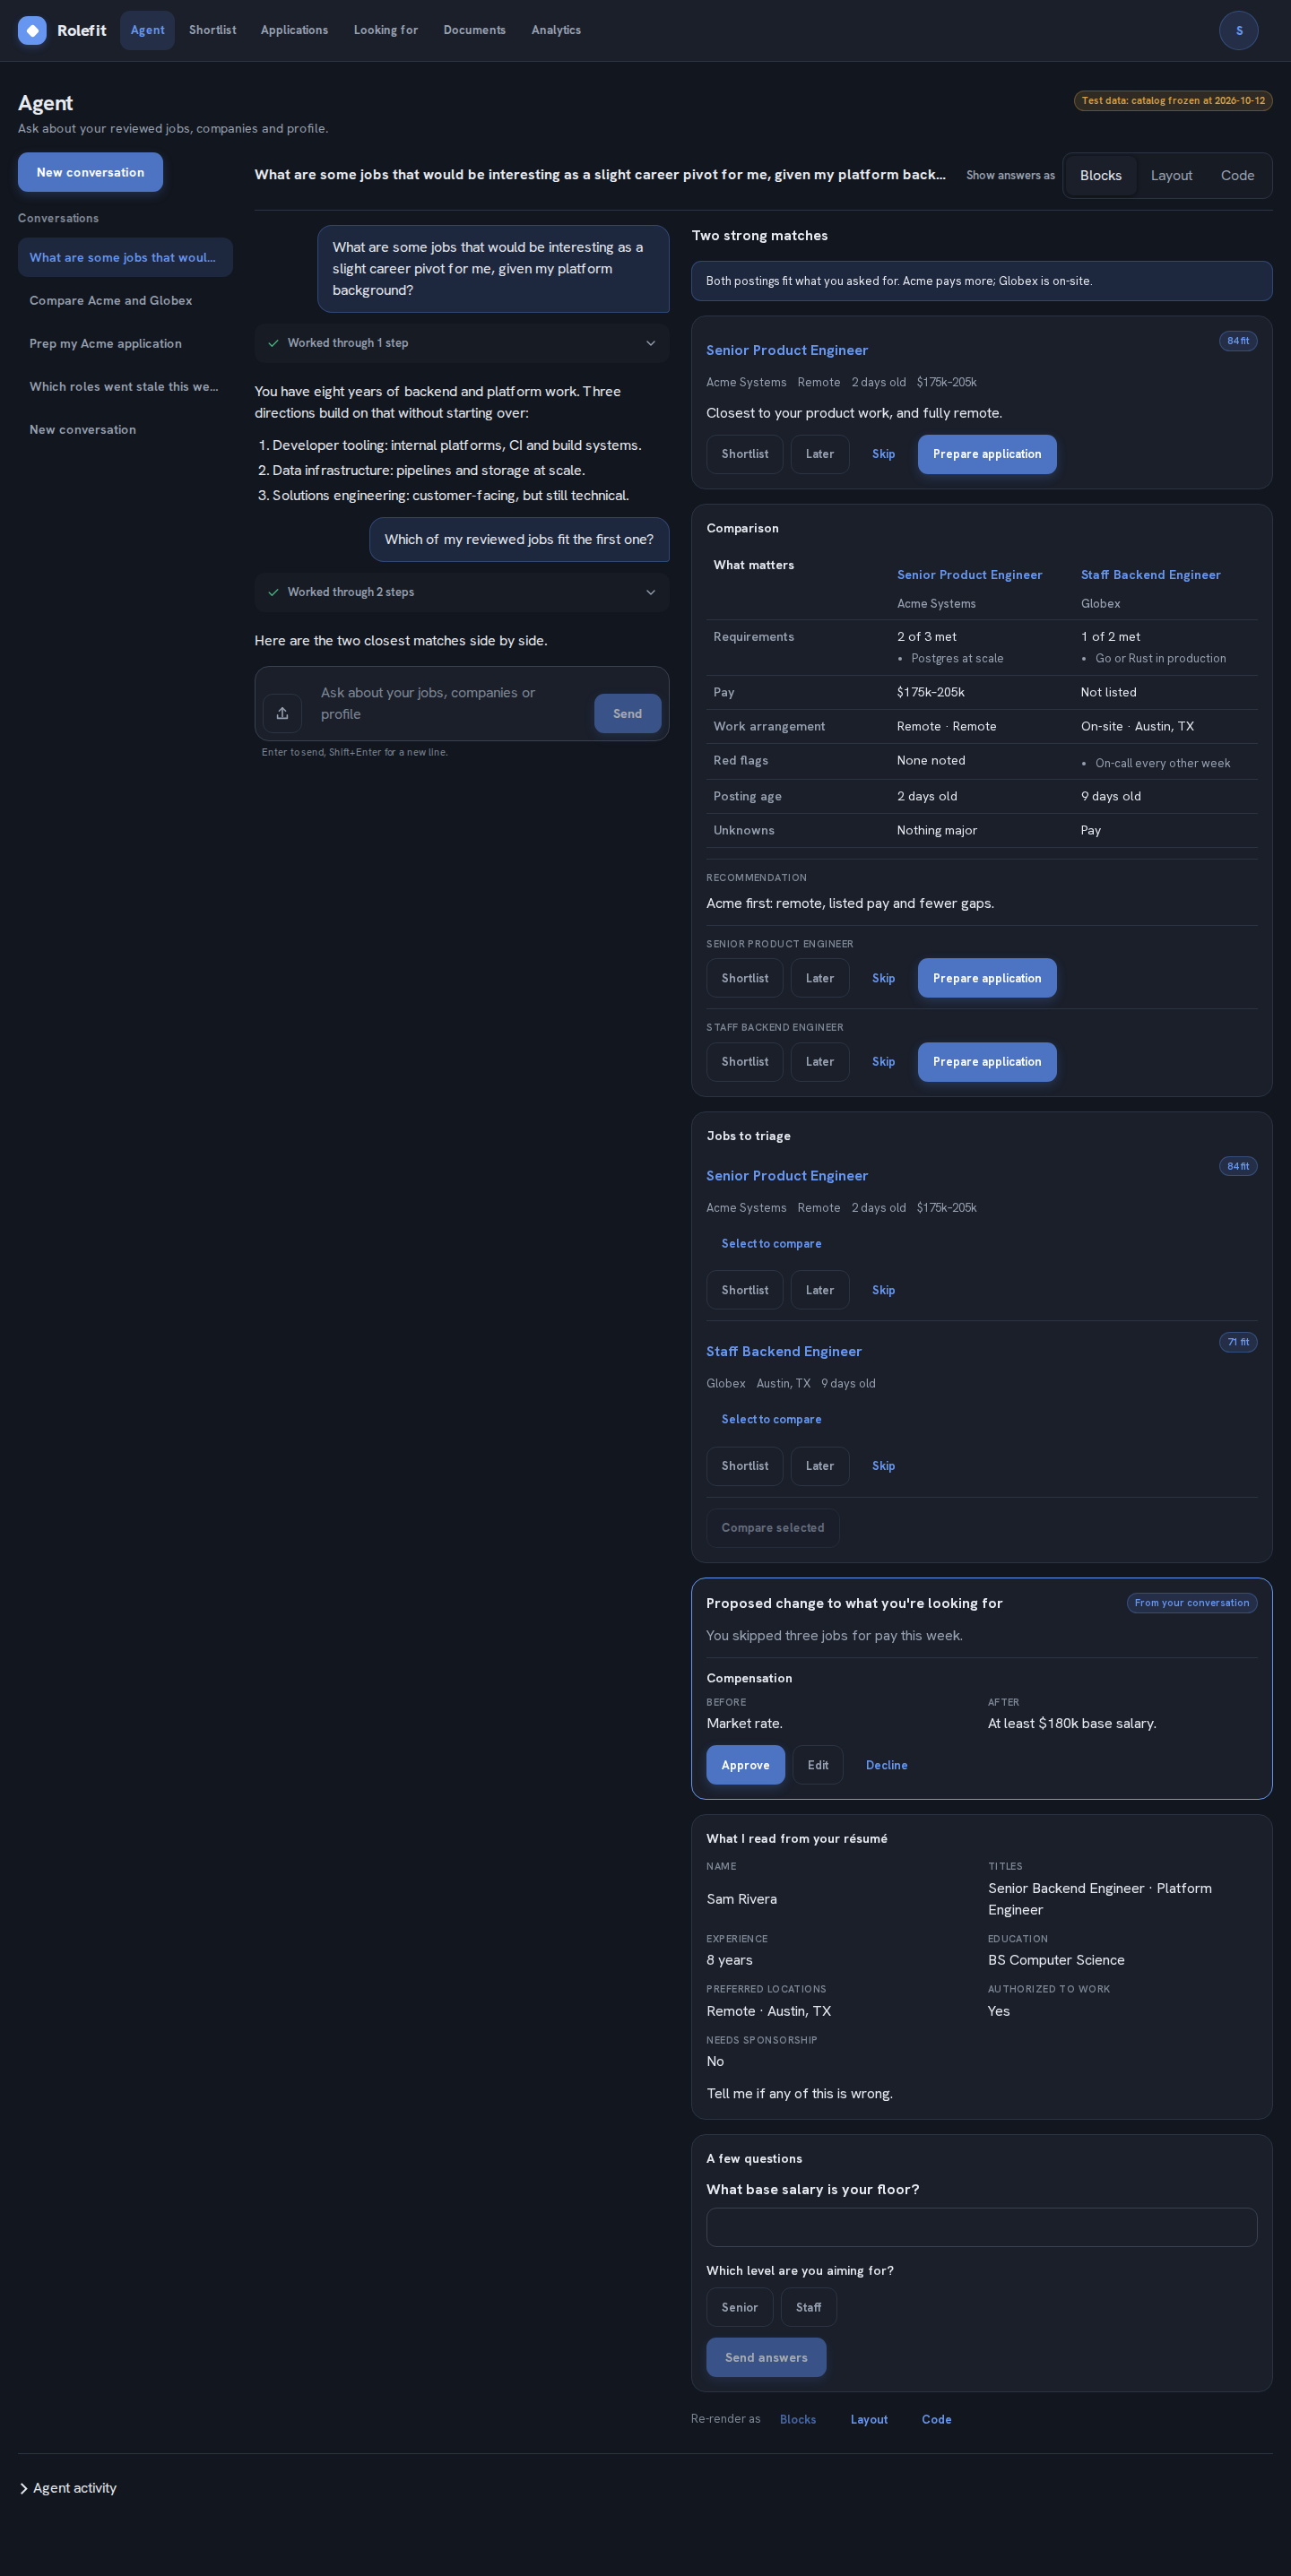 Rolefit
Agent
Shortlist
Applications
Looking for
Documents
Analytics
S
Agent
Ask about your reviewed jobs, companies and profile.
Test data: catalog frozen at 2026-10-12
New conversation
Conversations
What are some jobs that woul...
Compare Acme and Globex
Prep my Acme application
Which roles went stale this we...
New conversation
What are some jobs that would be interesting as a slight career pivot for me, given my platform back...
Show answers as
Blocks
Layout
Code
What are some jobs that would be interesting as a
slight career pivot for me, given my platform
background?
Worked through 1 step
You have eight years of backend and platform work. Three
directions build on that without starting over:
1. Developer tooling: internal platforms, CI and build systems.
2. Data infrastructure: pipelines and storage at scale.
3. Solutions engineering: customer-facing, but still technical.
Which of my reviewed jobs fit the first one?
Worked through 2 steps
Here are the two closest matches side by side.
Ask about your jobs, companies or
profile
Send
Enter to send, Shift+Enter for a new line.
Two strong matches
Both postings fit what you asked for. Acme pays more; Globex is on-site.
Senior Product Engineer
84 fit
Acme Systems Remote 2 days old $175k–205k
Closest to your product work, and fully remote.
Shortlist Later Skip Prepare application
Comparison
What matters Senior Product Engineer Staff Backend Engineer
Acme Systems Globex
Requirements 2 of 3 met 1 of 2 met
• Postgres at scale • Go or Rust in production
Pay $175k–205k Not listed
Work arrangement Remote · Remote On-site · Austin, TX
Red flags None noted • On-call every other week
Posting age 2 days old 9 days old
Unknowns Nothing major Pay
RECOMMENDATION
Acme first: remote, listed pay and fewer gaps.
SENIOR PRODUCT ENGINEER
Shortlist Later Skip Prepare application
STAFF BACKEND ENGINEER
Shortlist Later Skip Prepare application
Jobs to triage
Senior Product Engineer
84 fit
Acme Systems Remote 2 days old $175k–205k
Select to compare
Shortlist Later Skip
Staff Backend Engineer
71 fit
Globex Austin, TX 9 days old
Select to compare
Shortlist Later Skip
Compare selected
Proposed change to what you're looking for
From your conversation
You skipped three jobs for pay this week.
Compensation
BEFORE AFTER
Market rate. At least $180k base salary.
Approve Edit Decline
What I read from your résumé
NAME TITLES
Sam Rivera Senior Backend Engineer · Platform
Engineer
EXPERIENCE EDUCATION
8 years BS Computer Science
PREFERRED LOCATIONS AUTHORIZED TO WORK
Remote · Austin, TX Yes
NEEDS SPONSORSHIP
No
Tell me if any of this is wrong.
A few questions
What base salary is your floor?
Which level are you aiming for?
Senior Staff
Send answers
Re-render as Blocks Layout Code
Agent activity